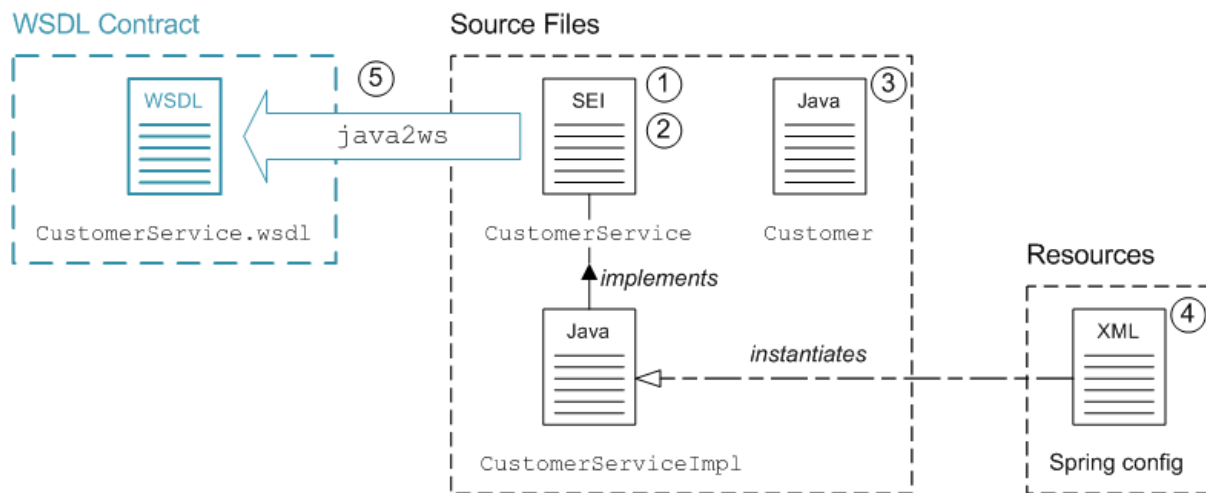 WSDL Contract
Source Files
WSDL
5
java2ws
SEI
1
2
Java
3
CustomerService.wsdl
CustomerService
Customer
implements
Resources
Java
instantiates
XML
4
CustomerServiceImpl
Spring config